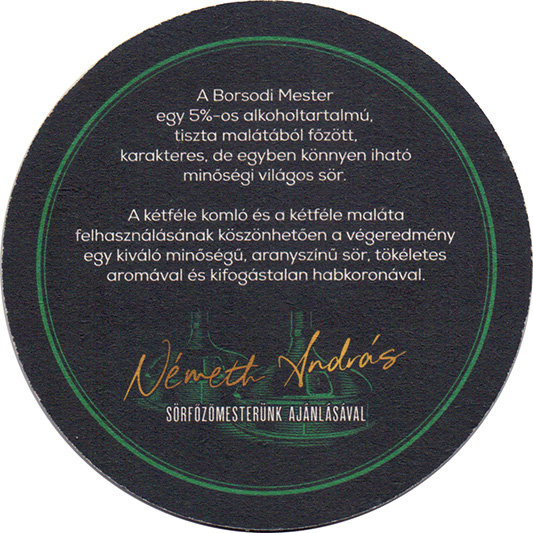 A Borsodi Mester
egy 5%-os alkoholtartalmú,
tiszta malátából főzött,
karakteres, de egyben könnyen iható
minőségi világos sör.
A kétféle komló és a kétféle maláta
felhasználásának köszönhetően a végeredmény
egy kiváló minőségű, aranyszínű sör, tökéletes
aromával és kifogástalan habkoronával.
Németh András
SÖRFŐZŐMESTERÜNK AJÁNLÁSÁVAL